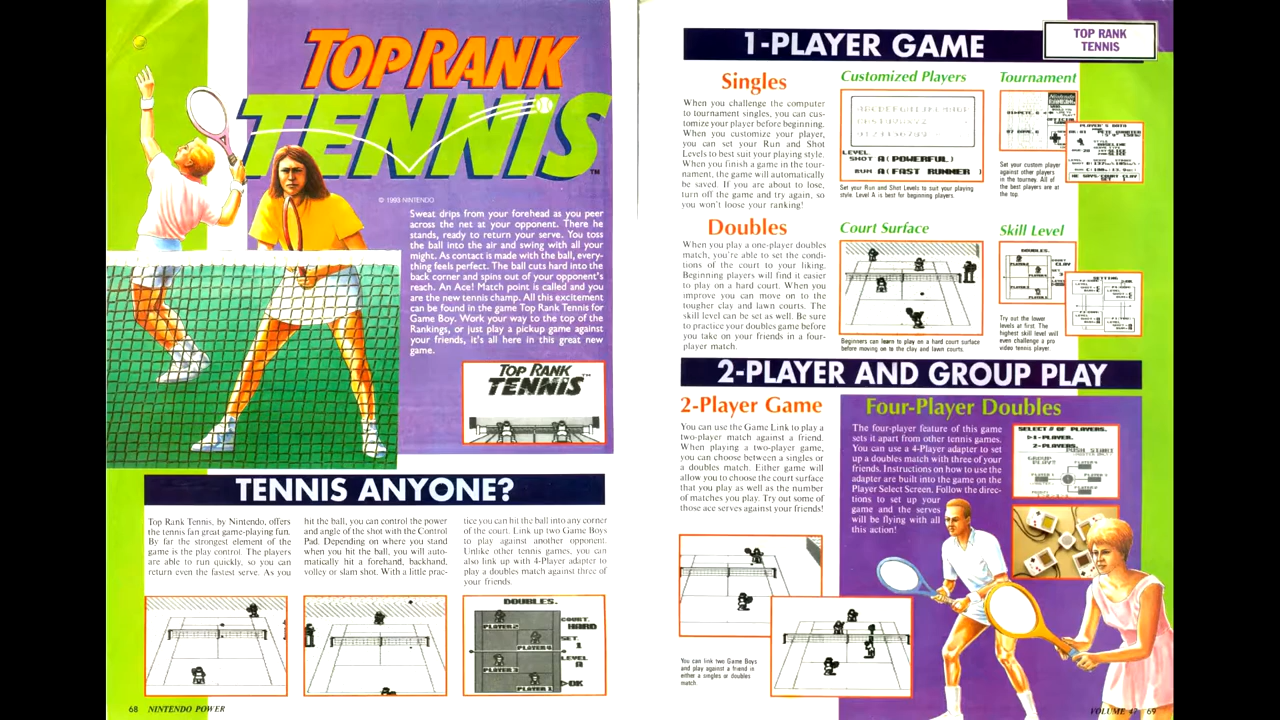 TOP RANK
TENNIS™
© 1993 NINTENDO
Sweat drips from your forehead as you peer
across the net at your opponent. There he
stands, ready to return your serve. You toss
the ball into the air and swing with all your
might. As contact is made with the ball, every-
thing feels perfect. The ball cuts hard into the
back corner and spins out of your opponent's
reach. An Ace! Match point is called and you
are the new tennis champ. All this excitement
can be found in the game Top Rank Tennis for
Game Boy. Work your way to the top of the
Rankings, or just play a pickup game against
your friends, it's all here in this great new
game.
TOP RANK
TENNIS™
TENNIS ANYONE?
Top Rank Tennis, by Nintendo, offers
the tennis fan great game-playing fun.
By far the strongest element of the
game is the play control. The players
are able to run quickly, so you can
return even the fastest serve. As you
hit the ball, you can control the power
and angle of the shot with the Control
Pad. Depending on where you stand
when you hit the ball, you will auto-
matically hit a forehand, backhand,
volley or slam shot. With a little prac-
tice you can hit the ball into any corner
of the court. Link up two Game Boys
to play against another opponent.
Unlike other tennis games, you can
also link up with 4-Player adapter to
play a doubles match against three of
your friends.
DOUBLES.
PLAYER2
PLAYER4
PLAYER3
PLAYER1
COURT.
HARD
SET.
1
LEVEL
A
▷OK
68 NINTENDO POWER
1-PLAYER GAME
TOP RANK
TENNIS
Singles
When you challenge the computer
to tournament singles, you can cus-
tomize your player before beginning.
When you customize your player,
you can set your Run and Shot
Levels to best suit your playing style.
When you finish a game in the tour-
nament, the game will automatically
be saved. If you are about to lose,
turn off the game and try again, so
you won't loose your ranking!
Customized Players
LEVEL.
SHOT A(POWERFUL)
RUN A(FAST RUNNER)
Set your Run and Shot Levels to suit your playing
style. Level A is best for beginning players.
Tournament
PLAYER'S DATA
Set your custom player
against other players
in the tourney. All of
the best players are at
the top.
Doubles
When you play a one-player doubles
match, you're able to set the condi-
tions of the court to your liking.
Beginning players will find it easier
to play on a hard court. When you
improve you can move on to the
tougher clay and lawn courts. The
skill level can be set as well. Be sure
to practice your doubles game before
you take on your friends in a four-
player match.
Court Surface
Beginners can learn to play on a hard court surface
before moving on to the clay and lawn courts.
Skill Level
DOUBLES.
SETTING
Try out the lower
levels at first. The
highest skill level will
even challenge a pro
video tennis player.
2-PLAYER AND GROUP PLAY
2-Player Game
You can use the Game Link to play a
two-player match against a friend.
When playing a two-player game,
you can choose between a singles or
a doubles match. Either game will
allow you to choose the court surface
that you play as well as the number
of matches you play. Try out some of
those ace serves against your friends!
You can link two Game Boys
and play against a friend in
either a singles or doubles
match.
Four-Player Doubles
The four-player feature of this game
sets it apart from other tennis games.
You can use a 4-Player adapter to set
up a doubles match with three of your
friends. Instructions on how to use the
adapter are built into the game on the
Player Select Screen. Follow the direc-
tions to set up your
game and the serves
will be flying with all
this action!
SELECT # OF PLAYERS.
▷1-PLAYER.
2-PLAYERS.
PUSH START
GROUP
PLAY?
VOLUME 47 69